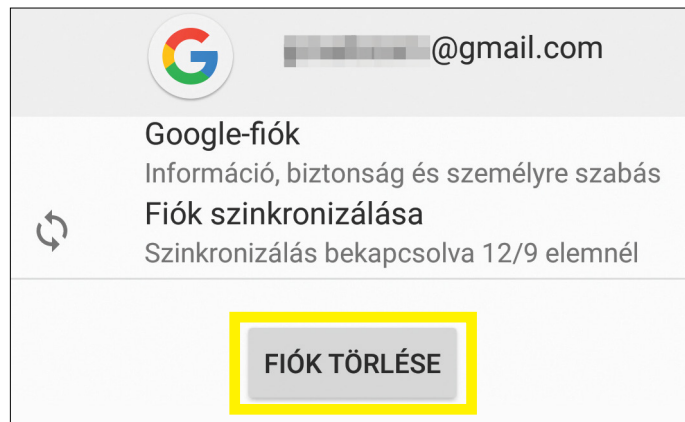 @gmail.com
Google-fiók
Információ, biztonság és személyre szabás
Fiók szinkronizálása
Szinkronizálás bekapcsolva 12/9 elemnél
FIÓK TÖRLÉSE